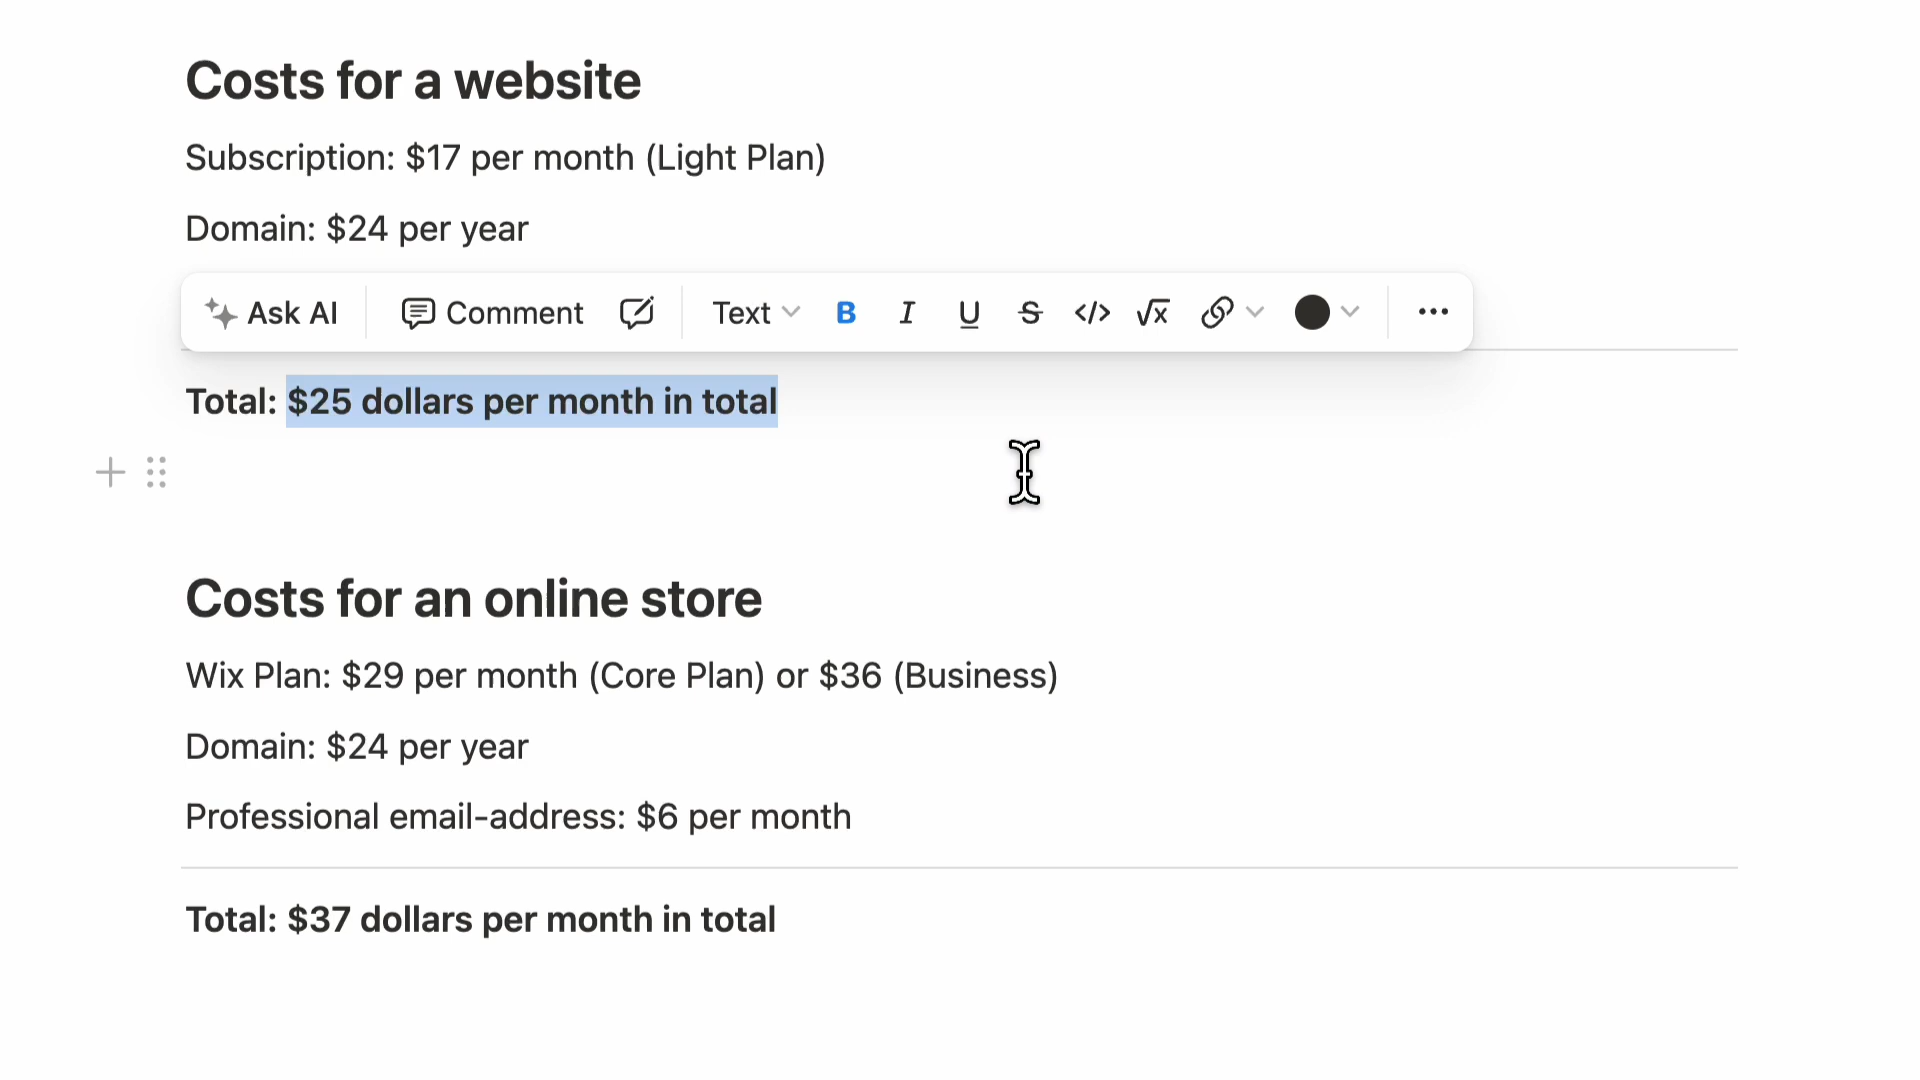 Costs for a website
Subscription: $17 per month (Light Plan)
Domain: $24 per year
Ask AI Comment Text B I U S </> √x
Total: $25 dollars per month in total
Costs for an online store
Wix Plan: $29 per month (Core Plan) or $36 (Business)
Domain: $24 per year
Professional email-address: $6 per month
Total: $37 dollars per month in total